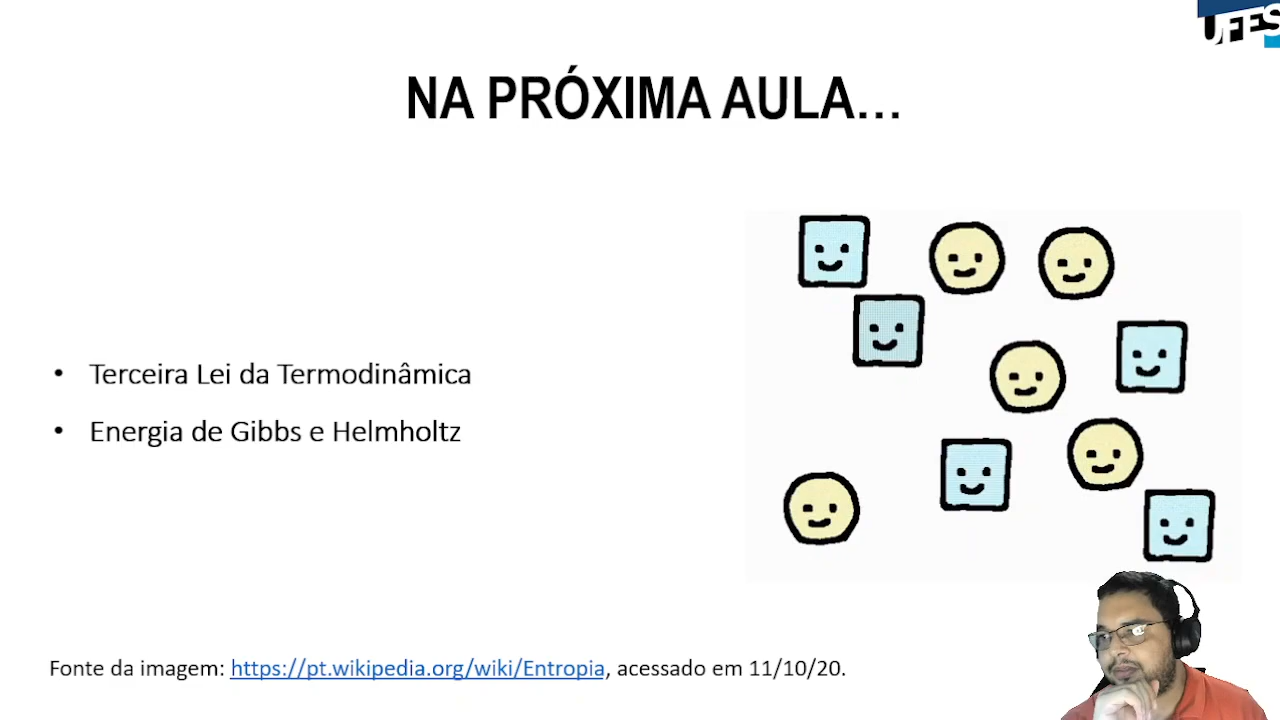 UFES
NA PRÓXIMA AULA...
• Terceira Lei da Termodinâmica
• Energia de Gibbs e Helmholtz
Fonte da imagem: https://pt.wikipedia.org/wiki/Entropia, acessado em 11/10/20.